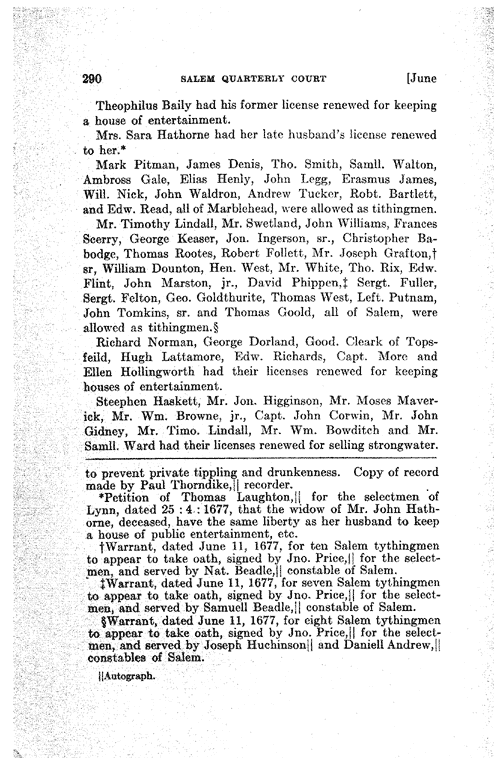 290 SALEM QUARTERLY COURT [June
Theophilus Baily had his former license renewed for keeping
a house of entertainment.
Mrs. Sara Hathorne had her late husband's license renewed
to her.*
Mark Pitman, James Denis, Tho. Smith, Samll. Walton,
Ambross Gale, Elias Henly, John Legg, Erasmus James,
Will. Nick, John Waldron, Andrew Tucker, Robt. Bartlett,
and Edw. Read, all of Marblehead, were allowed as tithingmen.
Mr. Timothy Lindall, Mr. Swetland, John Williams, Frances
Scerry, George Keaser, Jon. Ingerson, sr., Christopher Ba-
bodge, Thomas Rootes, Robert Follett, Mr. Joseph Grafton,†
sr, William Dounton, Hen. West, Mr. White, Tho. Rix, Edw.
Flint, John Marston, jr., David Phippen,‡ Sergt. Fuller,
Sergt. Felton, Geo. Goldthurite, Thomas West, Left. Putnam,
John Tomkins, sr. and Thomas Goold, all of Salem, were
allowed as tithingmen.§
Richard Norman, George Dorland, Good. Cleark of Tops-
feild, Hugh Lattamore, Edw. Richards, Capt. More and
Ellen Hollingworth had their licenses renewed for keeping
houses of entertainment.
Steephen Haskett, Mr. Jon. Higginson, Mr. Moses Maver-
ick, Mr. Wm. Browne, jr., Capt. John Corwin, Mr. John
Gidney, Mr. Timo. Lindall, Mr. Wm. Bowditch and Mr.
Samll. Ward had their licenses renewed for selling strongwater.
to prevent private tippling and drunkenness. Copy of record
made by Paul Thorndike,|| recorder.
*Petition of Thomas Laughton,|| for the selectmen of
Lynn, dated 25 : 4 : 1677, that the widow of Mr. John Hath-
orne, deceased, have the same liberty as her husband to keep
a house of public entertainment, etc.
†Warrant, dated June 11, 1677, for ten Salem tythingmen
to appear to take oath, signed by Jno. Price,|| for the select-
men, and served by Nat. Beadle,|| constable of Salem.
‡Warrant, dated June 11, 1677, for seven Salem tythingmen
to appear to take oath, signed by Jno. Price,|| for the select-
men, and served by Samuell Beadle,|| constable of Salem.
§Warrant, dated June 11, 1677, for eight Salem tythingmen
to appear to take oath, signed by Jno. Price,|| for the select-
men, and served by Joseph Huchinson|| and Daniell Andrew,||
constables of Salem.
||Autograph.